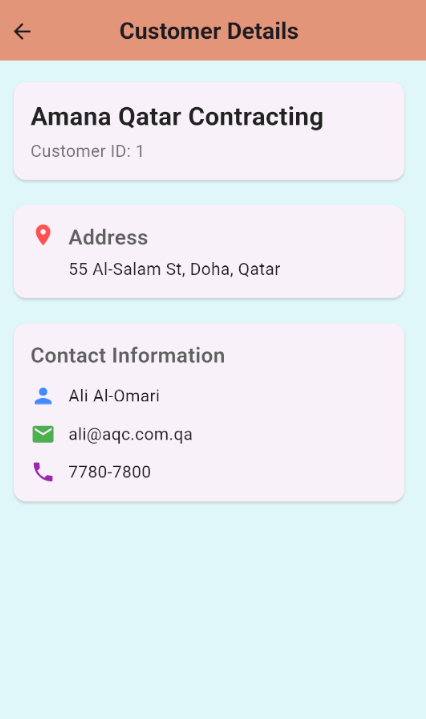 Customer Details
Amana Qatar Contracting
Customer ID: 1
Address
55 Al-Salam St, Doha, Qatar
Contact Information
Ali Al-Omari
ali@aqc.com.qa
7780-7800